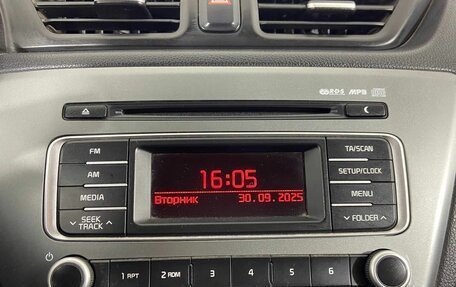 RDS MP3
FM
TA/SCAN
AM
16:05
SETUP/CLOCK
MEDIA
Вторник 30.09.2025
MENU
SEEK
TRACK
FOLDER
1 RPT
2 RDM
3
4
5
6